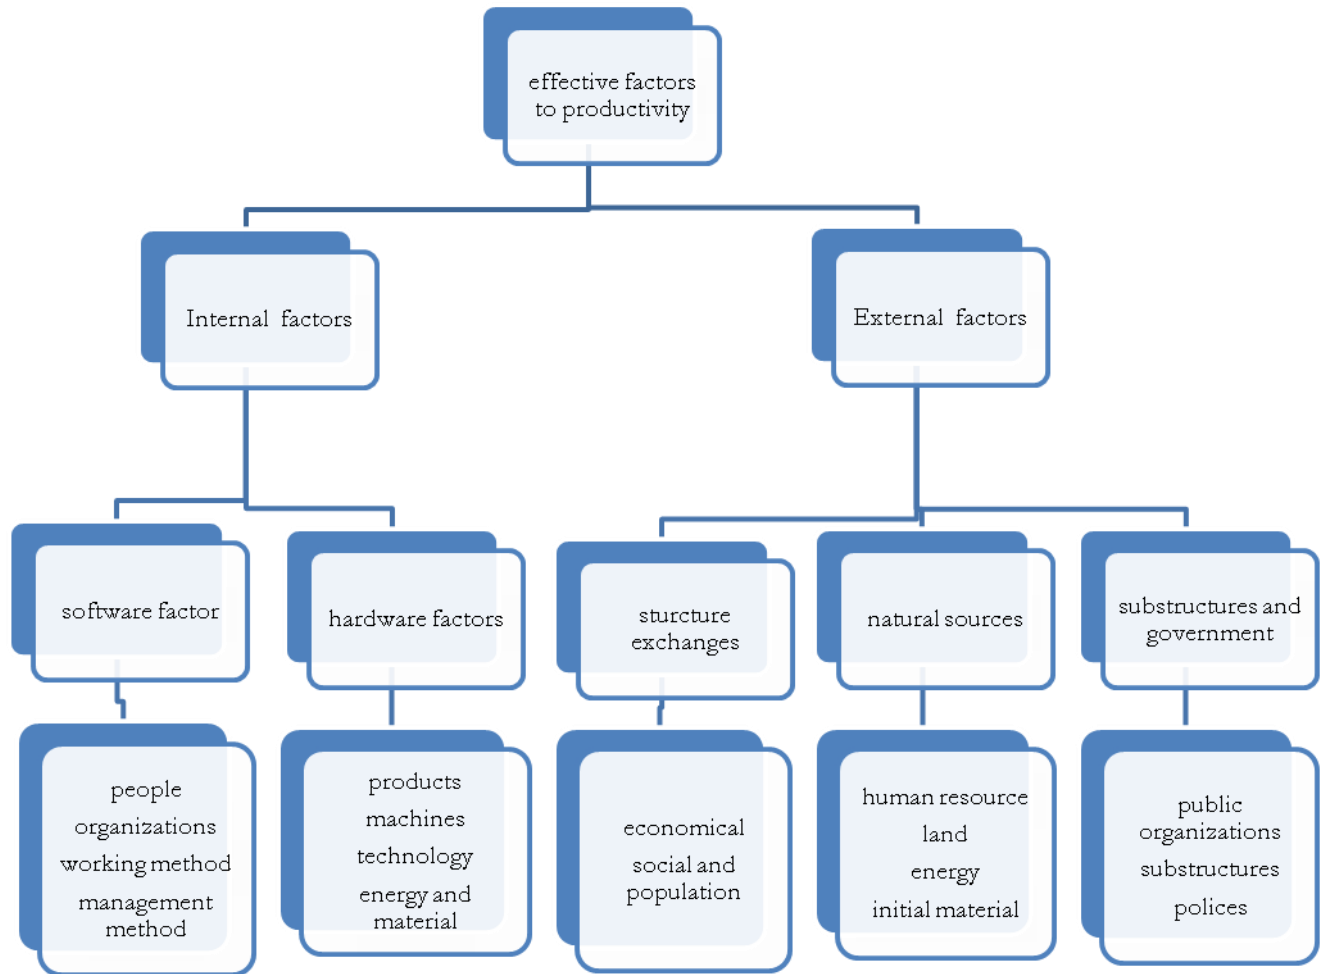 effective factors
to productivity
Internal factors
External factors
software factor
hardware factors
sturcture
exchanges
natural sources
substructures and
government
people
organizations
working method
management
method
products
machines
technology
energy and
material
economical
social and
population
human resource
land
energy
initial material
public
organizations
substructures
polices